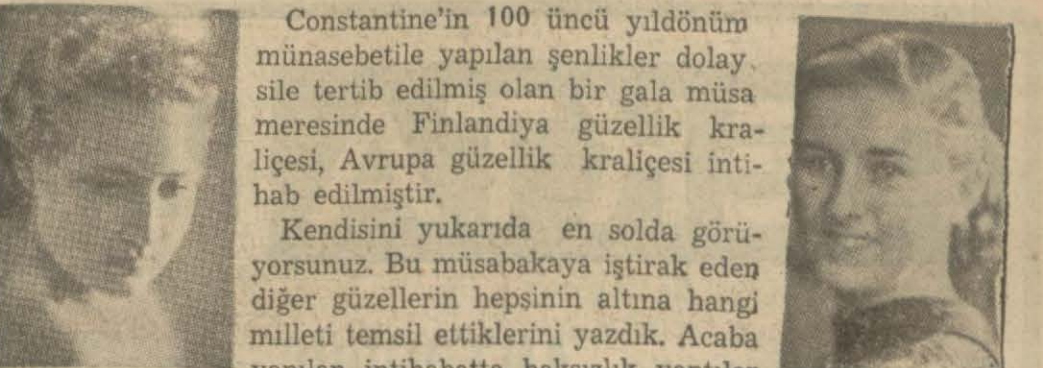 Constantine'in 100 üncü yıldönüm
münasebetile yapılan şenlikler dolay
sile tertib edilmiş olan bir gala müsa
meresinde Finlandiya güzellik kra-
liçesi, Avrupa güzellik kraliçesi inti-
hab edilmiştir.
Kendisini yukarıda en solda görü-
yorsunuz. Bu müsabakaya iştirak eden
diğer güzellerin hepsinin altına hangi
milleti temsil ettiklerini yazdık. Acaba